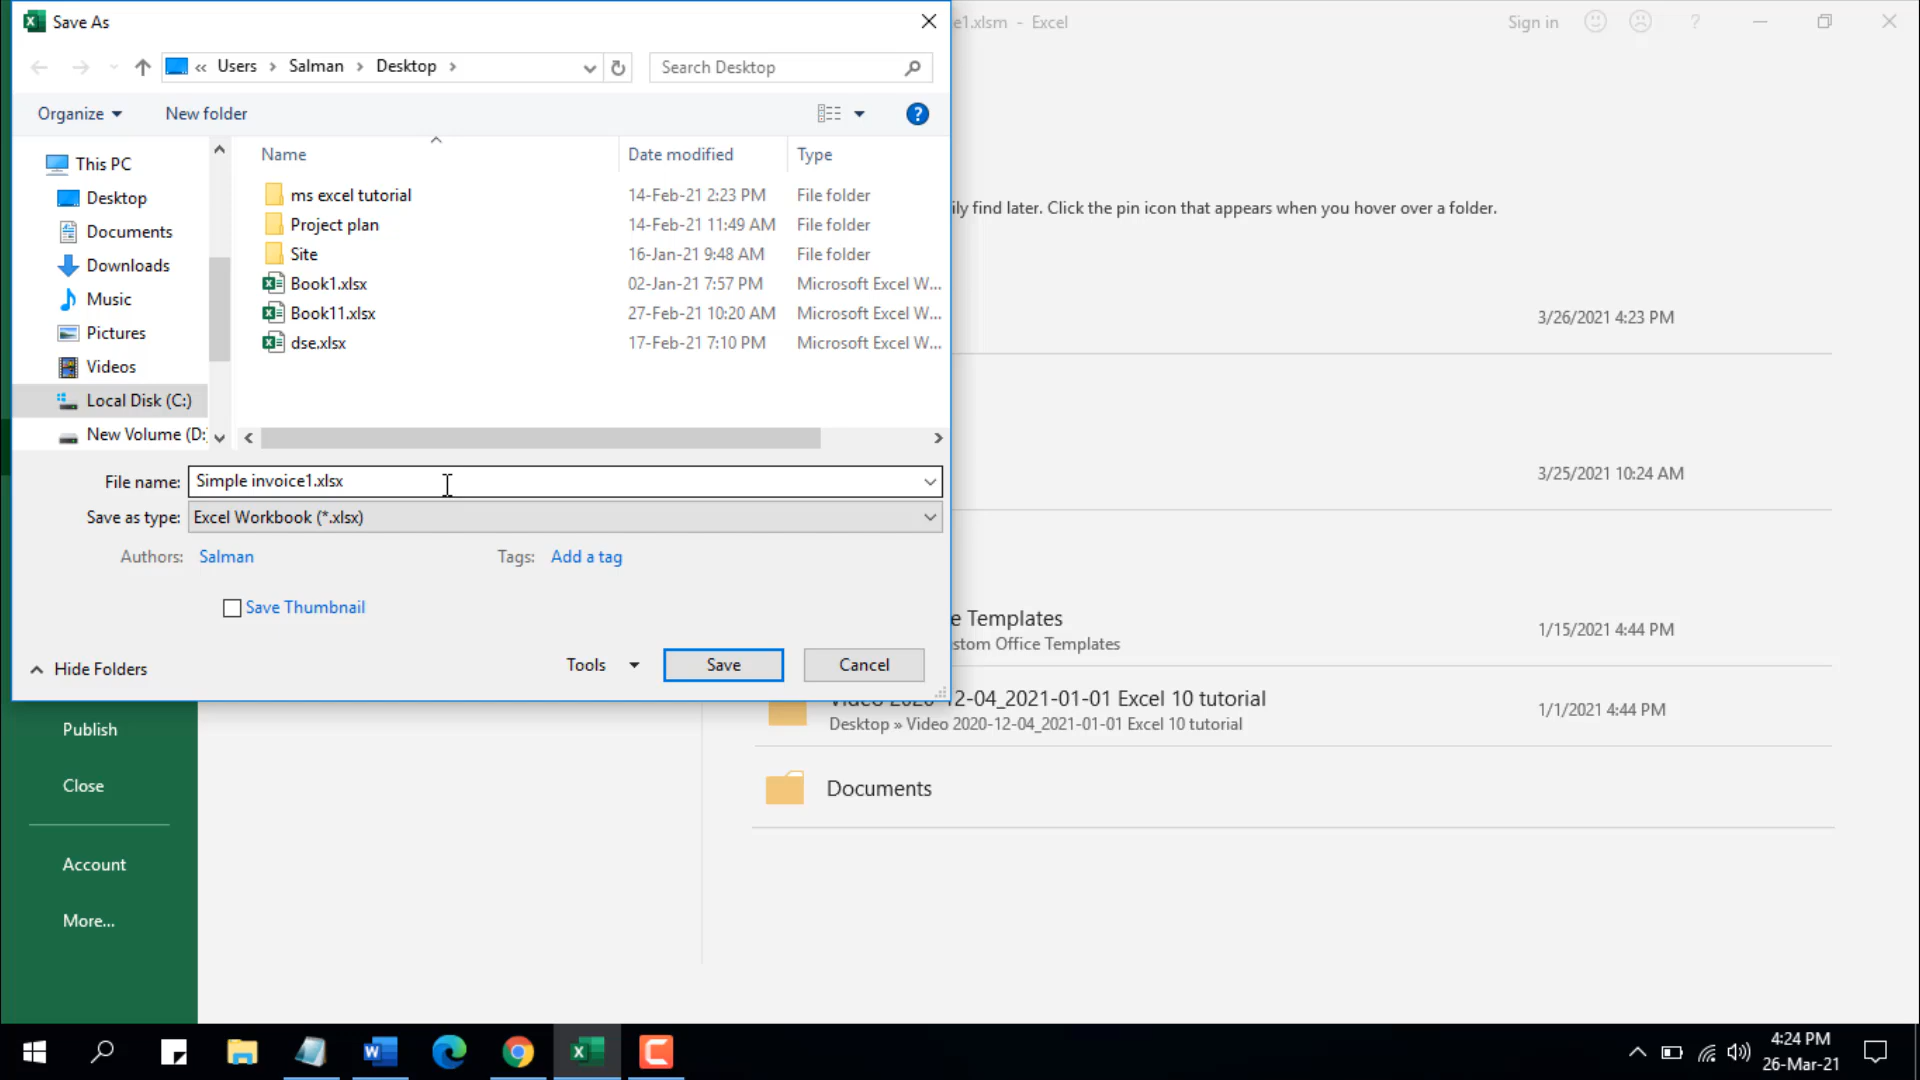 Save As
e1.xlsm - Excel
Sign in
?
« Users > Salman > Desktop >
Search Desktop
Organize
New folder
?
Name
Date modified
Type
This PC
Desktop
Documents
Downloads
Music
Pictures
Videos
Local Disk (C:)
New Volume (D:
ms excel tutorial 14-Feb-21 2:23 PM File folder
Project plan 14-Feb-21 11:49 AM File folder
Site 16-Jan-21 9:48 AM File folder
Book1.xlsx 02-Jan-21 7:57 PM Microsoft Excel W...
Book11.xlsx 27-Feb-21 10:20 AM Microsoft Excel W...
dse.xlsx 17-Feb-21 7:10 PM Microsoft Excel W...
File name: Simple invoice1.xlsx
Save as type: Excel Workbook (*.xlsx)
Authors: Salman Tags: Add a tag
Save Thumbnail
Hide Folders
Tools
Save
Cancel
ily find later. Click the pin icon that appears when you hover over a folder.
3/26/2021 4:23 PM
3/25/2021 10:24 AM
e Templates
stom Office Templates
1/15/2021 4:44 PM
Video 2020-12-04_2021-01-01 Excel 10 tutorial
Desktop » Video 2020-12-04_2021-01-01 Excel 10 tutorial
1/1/2021 4:44 PM
Documents
Publish
Close
Account
More...
4:24 PM
26-Mar-21